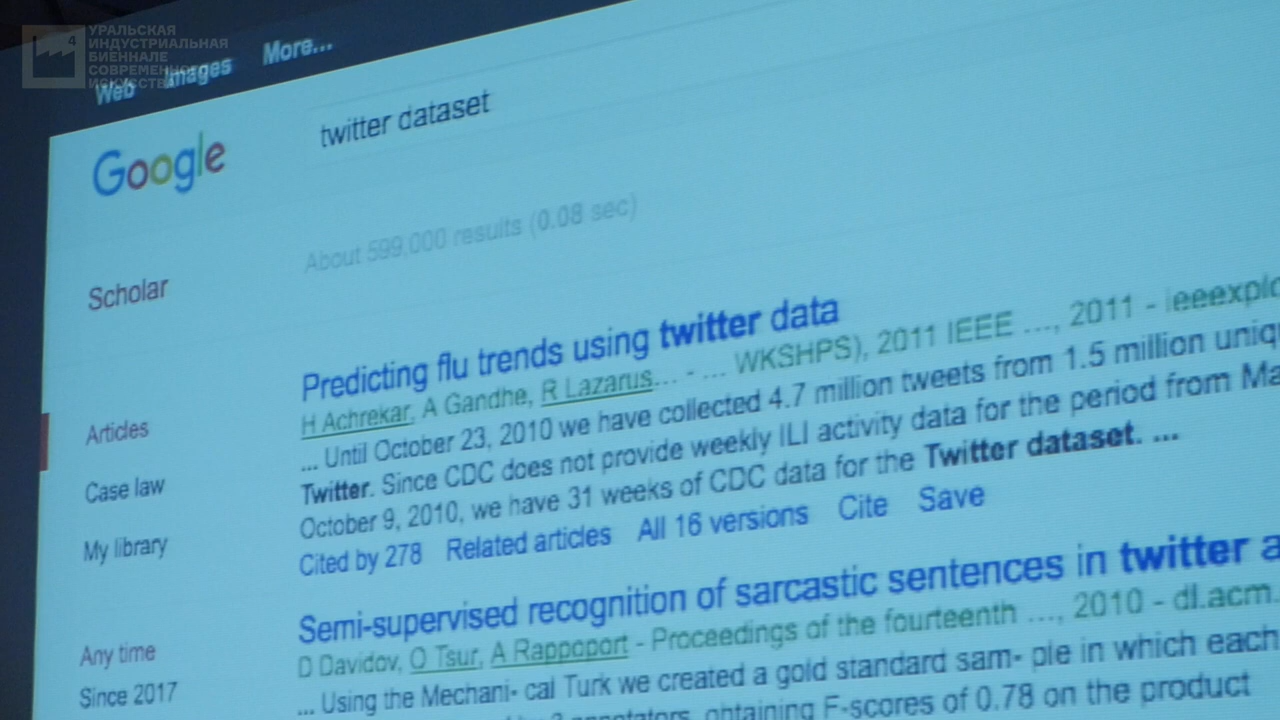 УРАЛЬСКАЯ
ИНДУСТРИАЛЬНАЯ
БИЕННАЛЕ
СОВРЕМЕННОГО
ИСКУССТВА
4
Web Images More...
Google
twitter dataset
About 599,000 results (0.08 sec)
Scholar
Articles
Case law
My library
Any time
Since 2017
Predicting flu trends using twitter data
H Achrekar, A Gandhe, R Lazarus... - ... WKSHPS), 2011 IEEE ..., 2011 - ieeexplo
... Until October 23, 2010 we have collected 4.7 million tweets from 1.5 million uniq
Twitter. Since CDC does not provide weekly ILI activity data for the period from Ma
October 9, 2010, we have 31 weeks of CDC data for the Twitter dataset. ...
Cited by 278 Related articles All 16 versions Cite Save
Semi-supervised recognition of sarcastic sentences in twitter a
D Davidov, O Tsur, A Rappoport - Proceedings of the fourteenth ..., 2010 - dl.acm.
... Using the Mechani- cal Turk we created a gold standard sam- ple in which each
by 3 annotators, obtaining F-scores of 0.78 on the product